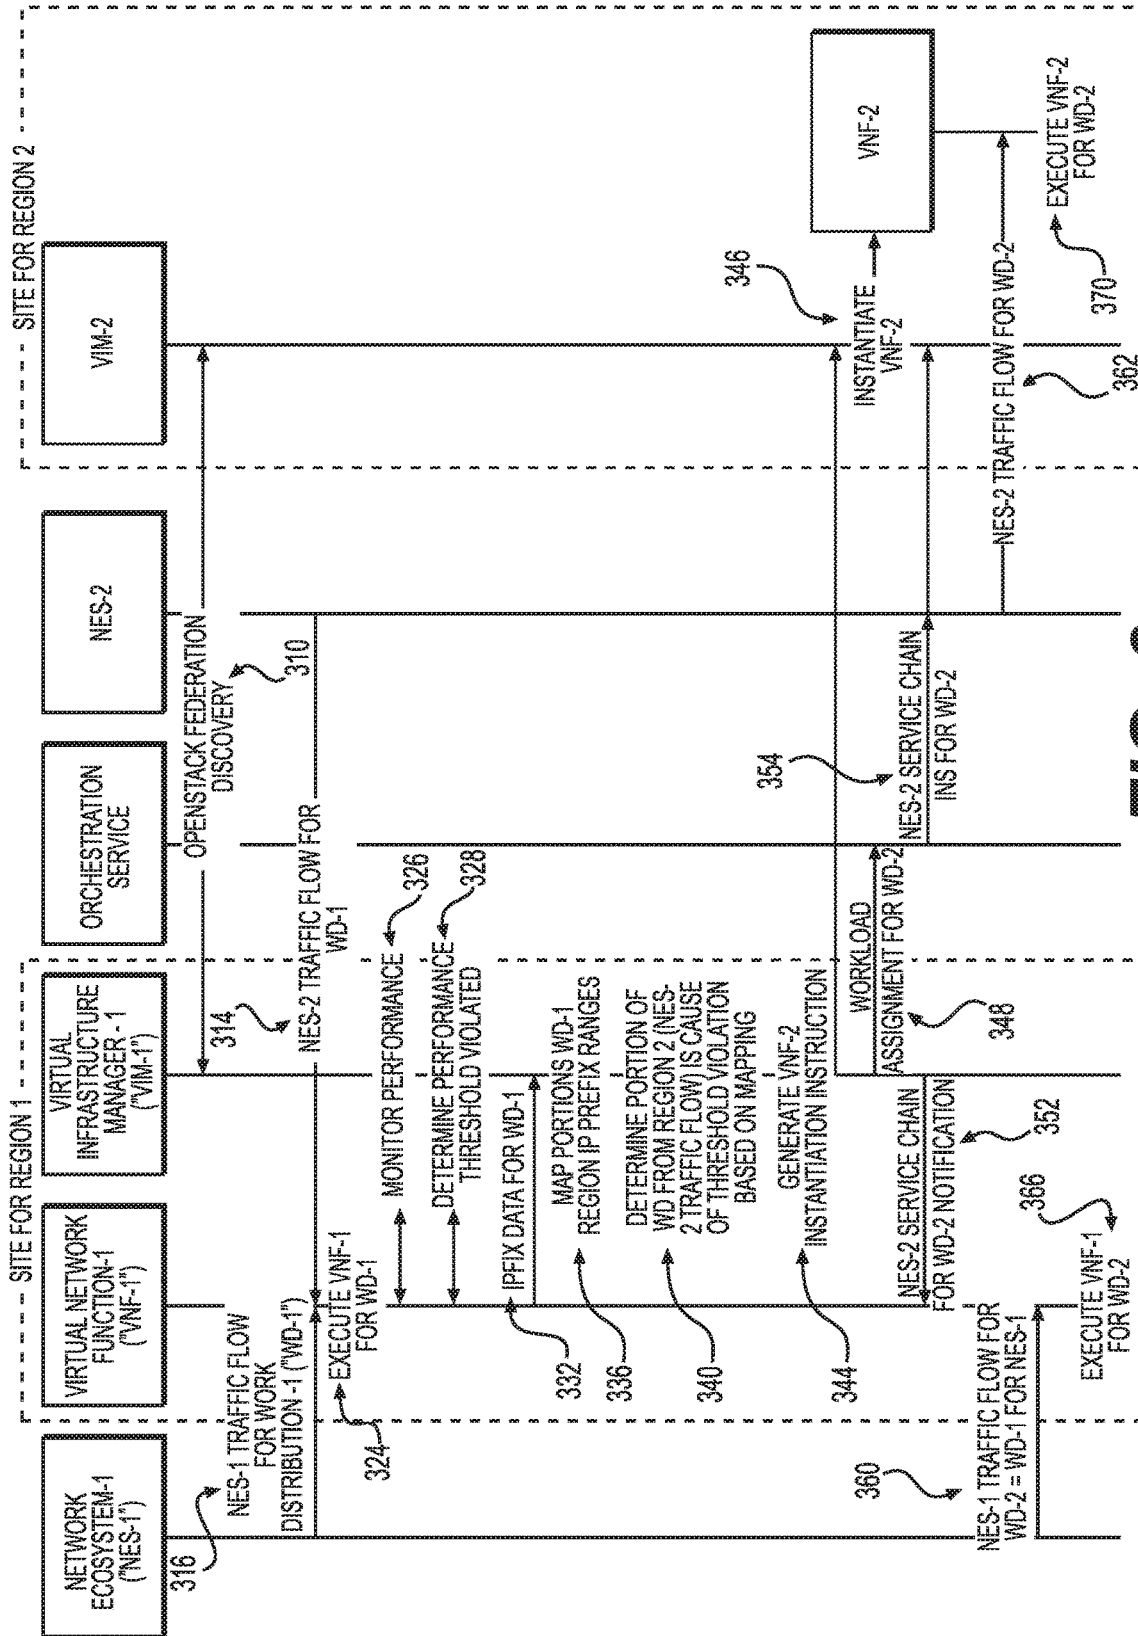 SITE FOR REGION 1
SITE FOR REGION 2
NETWORK
ECOSYSTEM-1
("NES-1")
VIRTUAL NETWORK
FUNCTION-1
("VNF-1")
VIRTUAL
INFRASTRUCTURE
MANAGER - 1
("VIM-1")
ORCHESTRATION
SERVICE
NES-2
VIM-2
OPENSTACK FEDERATION
DISCOVERY
310
316
NES-1 TRAFFIC FLOW
FOR WORK
DISTRIBUTION -1 ("WD-1")
314
NES-2 TRAFFIC FLOW FOR
WD-1
324
EXECUTE VNF-1
FOR WD-1
MONITOR PERFORMANCE
326
DETERMINE PERFORMANCE
THRESHOLD VIOLATED
328
IPFIX DATA FOR WD-1
332
MAP PORTIONS WD-1
REGION IP PREFIX RANGES
336
DETERMINE PORTION OF
WD FROM REGION 2 (NES-
2 TRAFFIC FLOW) IS CAUSE
OF THRESHOLD VIOLATION
BASED ON MAPPING
340
GENERATE VNF-2
INSTANTIATION INSTRUCTION
344
INSTANTIATE
VNF-2
346
VNF-2
WORKLOAD
ASSIGNMENT FOR WD-2
348
NES-2 SERVICE CHAIN
FOR WD-2 NOTIFICATION
352
354
NES-2 SERVICE CHAIN
INS FOR WD-2
360
NES-1 TRAFFIC FLOW FOR
WD-2 = WD-1 FOR NES-1
NES-2 TRAFFIC FLOW FOR WD-2
362
366
EXECUTE VNF-1
FOR WD-2
370
EXECUTE VNF-2
FOR WD-2